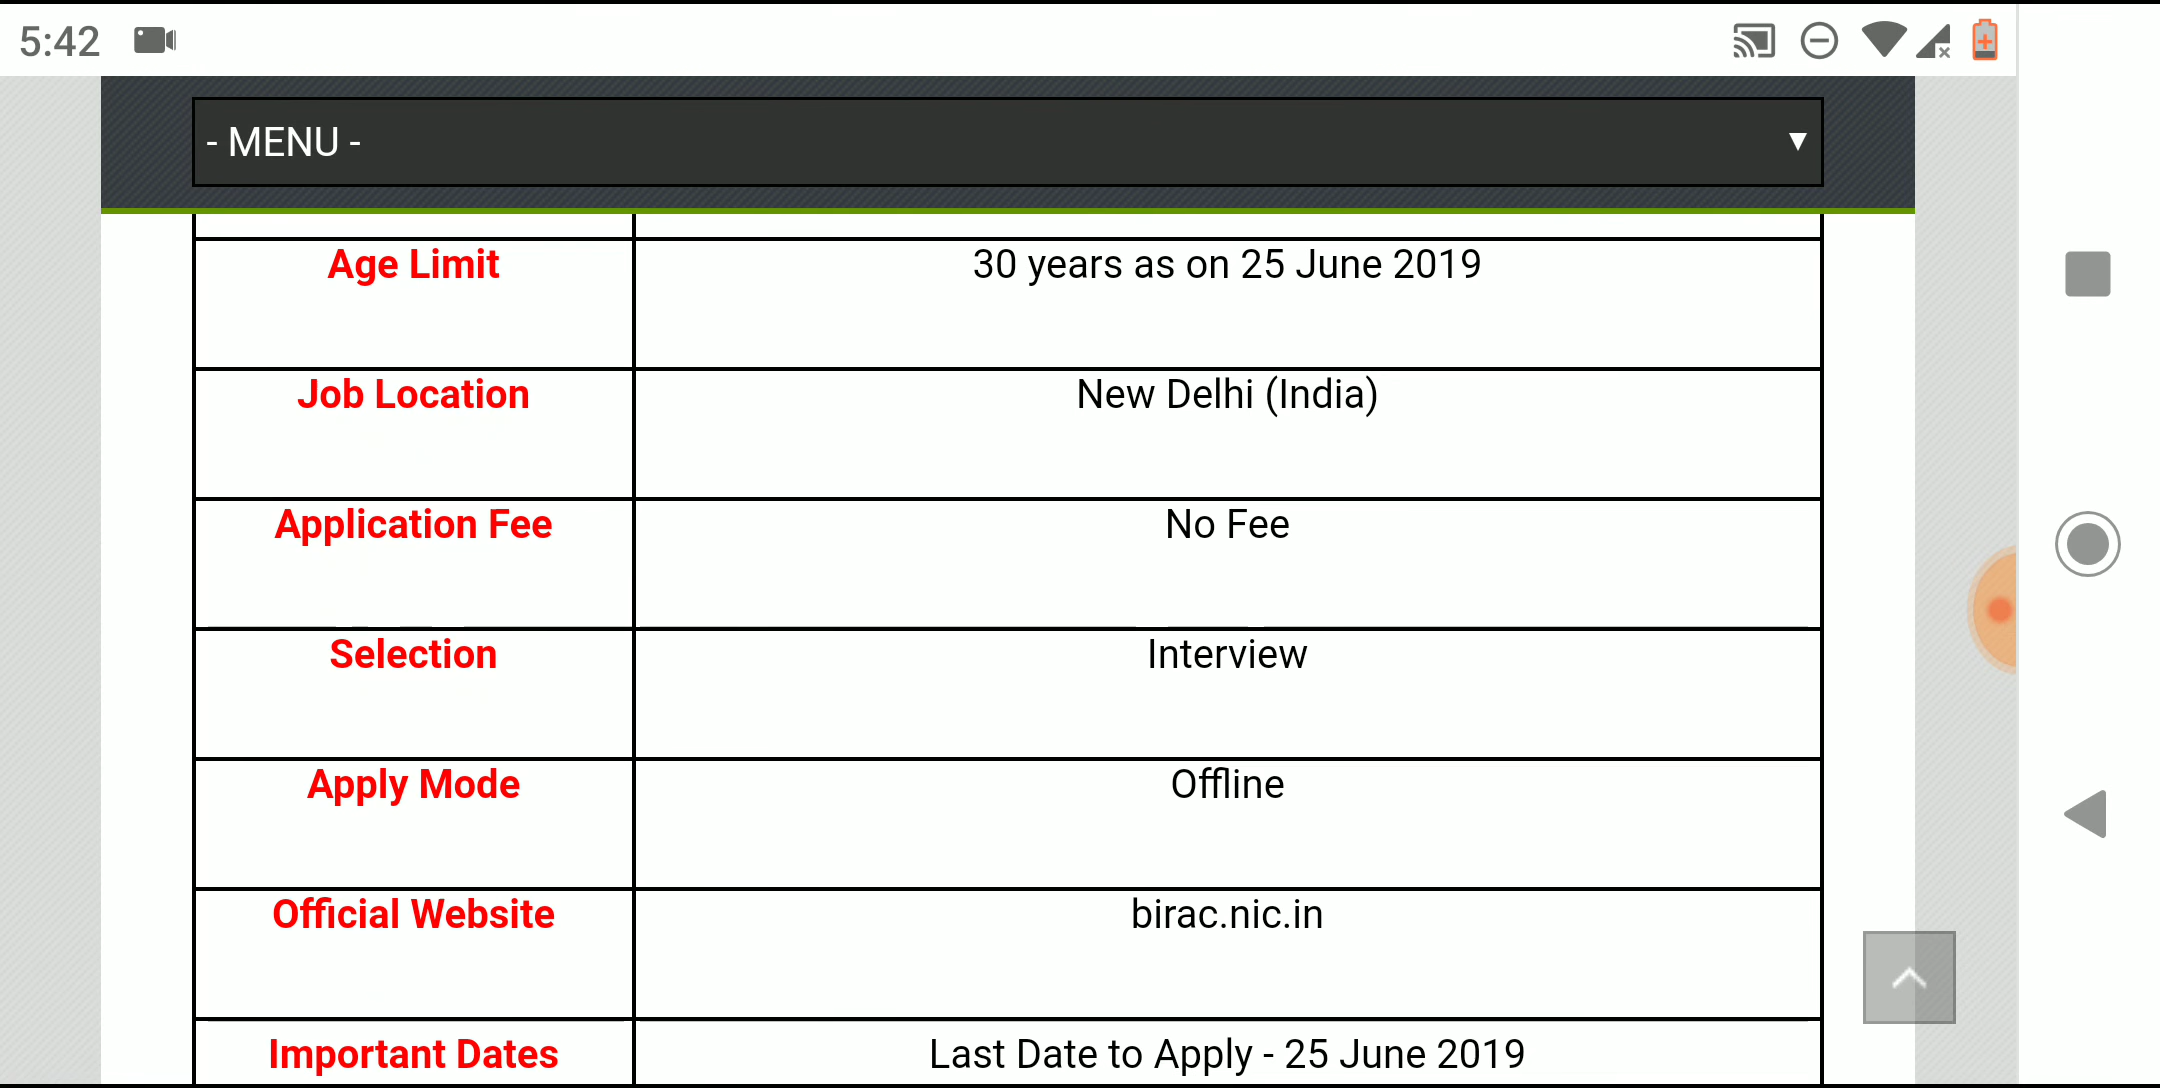 5:42
- MENU -
Age Limit 30 years as on 25 June 2019
Job Location New Delhi (India)
Application Fee No Fee
Selection Interview
Apply Mode Offline
Official Website birac.nic.in
Important Dates Last Date to Apply - 25 June 2019